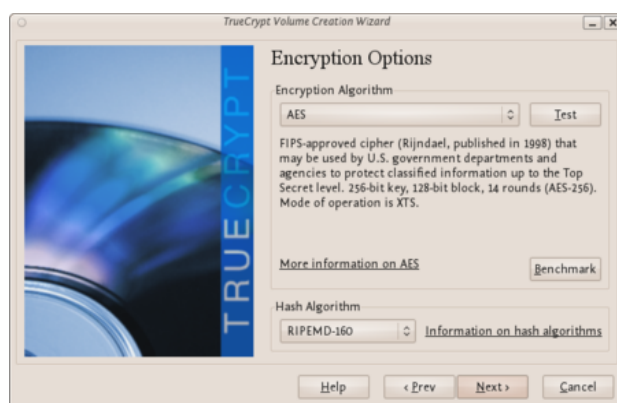 TrueCrypt Volume Creation Wizard
TRUECRYPT
Encryption Options
Encryption Algorithm
AES
Test
FIPS-approved cipher (Rijndael, published in 1998) that
may be used by U.S. government departments and
agencies to protect classified information up to the Top
Secret level. 256-bit key, 128-bit block, 14 rounds (AES-256).
Mode of operation is XTS.
More information on AES
Benchmark
Hash Algorithm
RIPEMD-160
Information on hash algorithms
Help
< Prev
Next >
Cancel